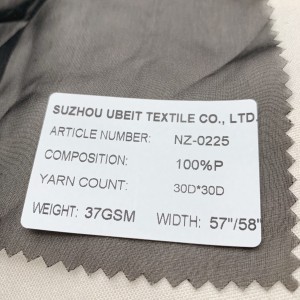 SUZHOU UBEIT TEXTILE CO., LTD.
ARTICLE NUMBER: NZ-0225
COMPOSITION: 100%P
YARN COUNT: 30D*30D
WEIGHT: 37GSM WIDTH: 57"/58"